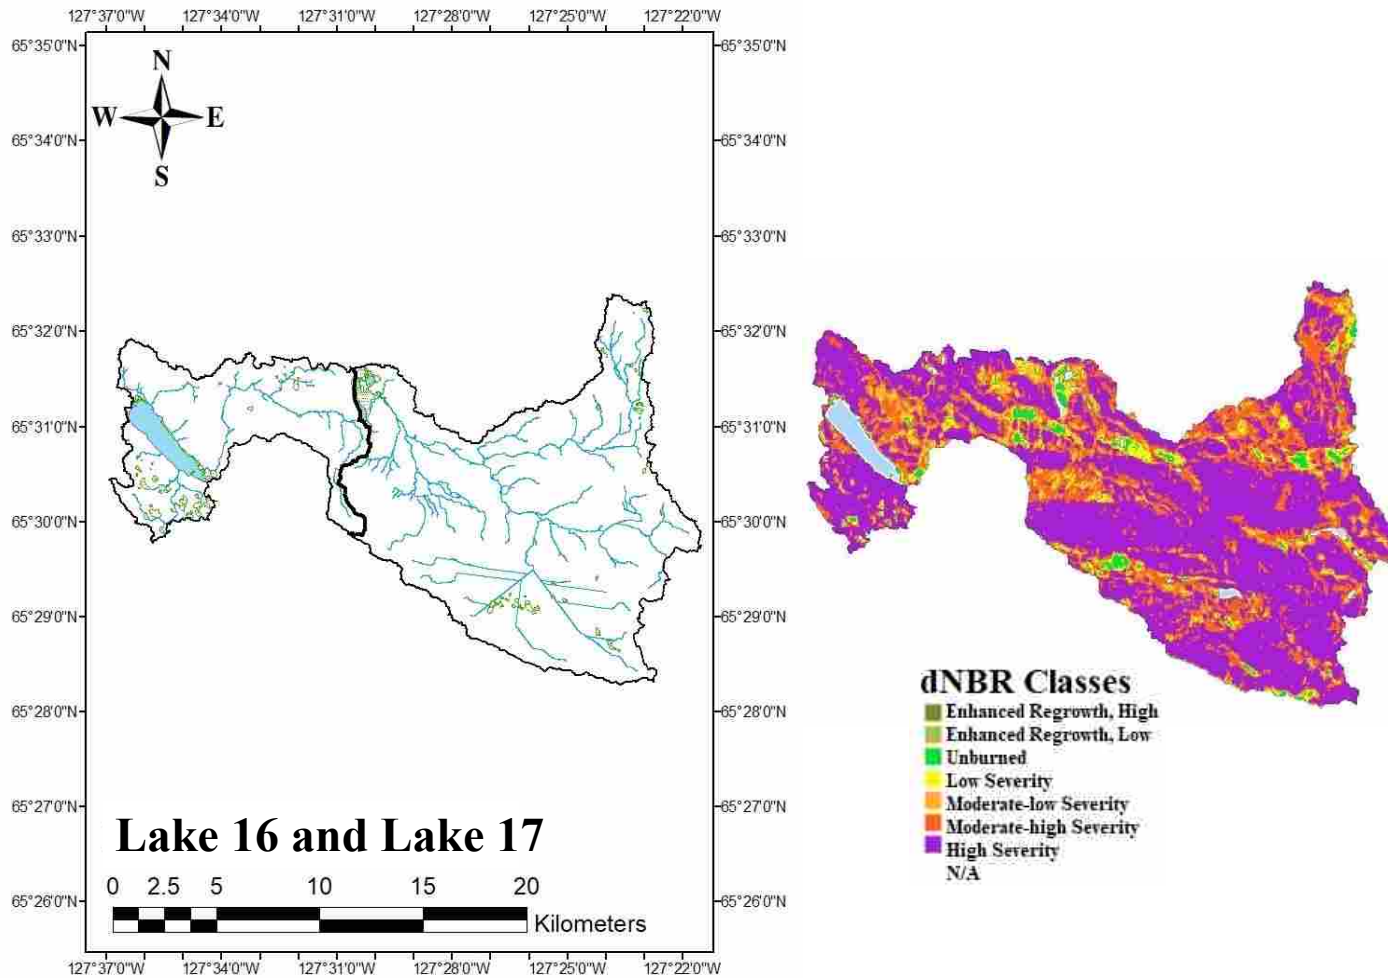 127°37'0"W 127°34'0"W 127°31'0"W 127°28'0"W 127°25'0"W 127°22'0"W
65°35'0"N 65°35'0"N
N
W E
S
65°34'0"N 65°34'0"N
65°33'0"N 65°33'0"N
65°32'0"N 65°32'0"N
65°31'0"N 65°31'0"N
65°30'0"N 65°30'0"N
65°29'0"N 65°29'0"N
65°28'0"N 65°28'0"N
65°27'0"N 65°27'0"N
65°26'0"N 65°26'0"N
Lake 16 and Lake 17
0 2.5 5 10 15 20
Kilometers
127°37'0"W 127°34'0"W 127°31'0"W 127°28'0"W 127°25'0"W 127°22'0"W
dNBR Classes
Enhanced Regrowth, High
Enhanced Regrowth, Low
Unburned
Low Severity
Moderate-low Severity
Moderate-high Severity
High Severity
N/A